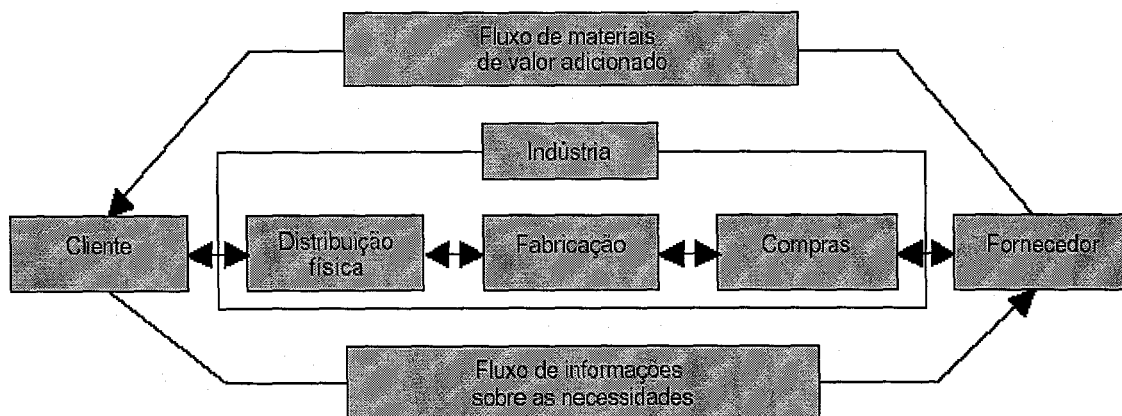 Fluxo de materiais
de valor adicionado
Indústria
Cliente
Distribuição
física
Fabricação
Compras
Fornecedor
Fluxo de informações
sobre as necessidades